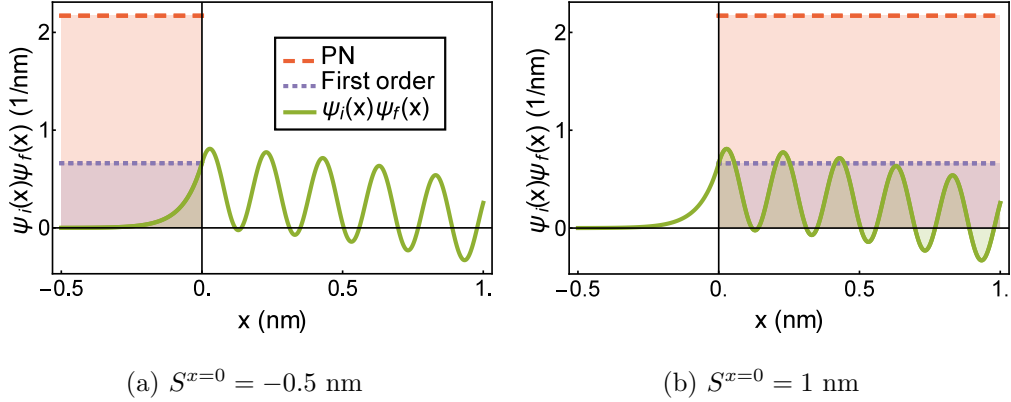 ψi(x)ψf(x) (1/nm)
2
1
0
PN
First order
ψi(x)ψf(x)
−0.5
0.
0.5
1.
x (nm)
(a) S^{x=0} = −0.5 nm
ψi(x)ψf(x) (1/nm)
2
1
0
−0.5
0.
0.5
1.
x (nm)
(b) S^{x=0} = 1 nm